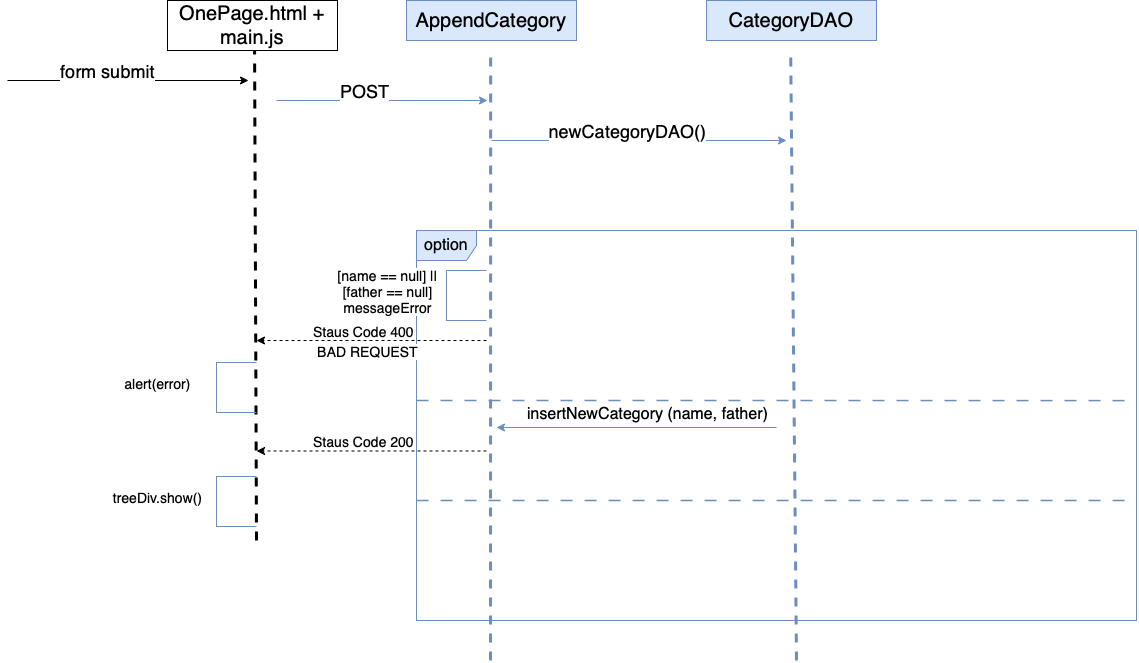 OnePage.html +
main.js
AppendCategory
CategoryDAO
form submit
POST
newCategoryDAO()
option
[name == null] ||
[father == null]
messageError
Staus Code 400
BAD REQUEST
alert(error)
insertNewCategory (name, father)
Staus Code 200
treeDiv.show()